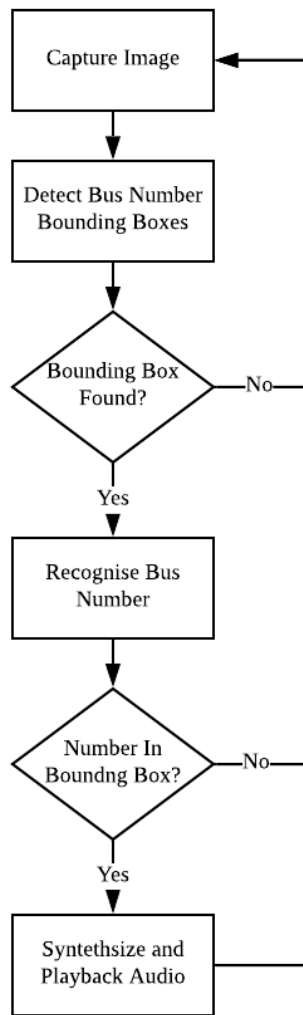 Capture Image
Detect Bus Number
Bounding Boxes
Bounding Box
Found?
No
Yes
Recognise Bus
Number
Number In
Boundng Box?
No
Yes
Syntethsize and
Playback Audio